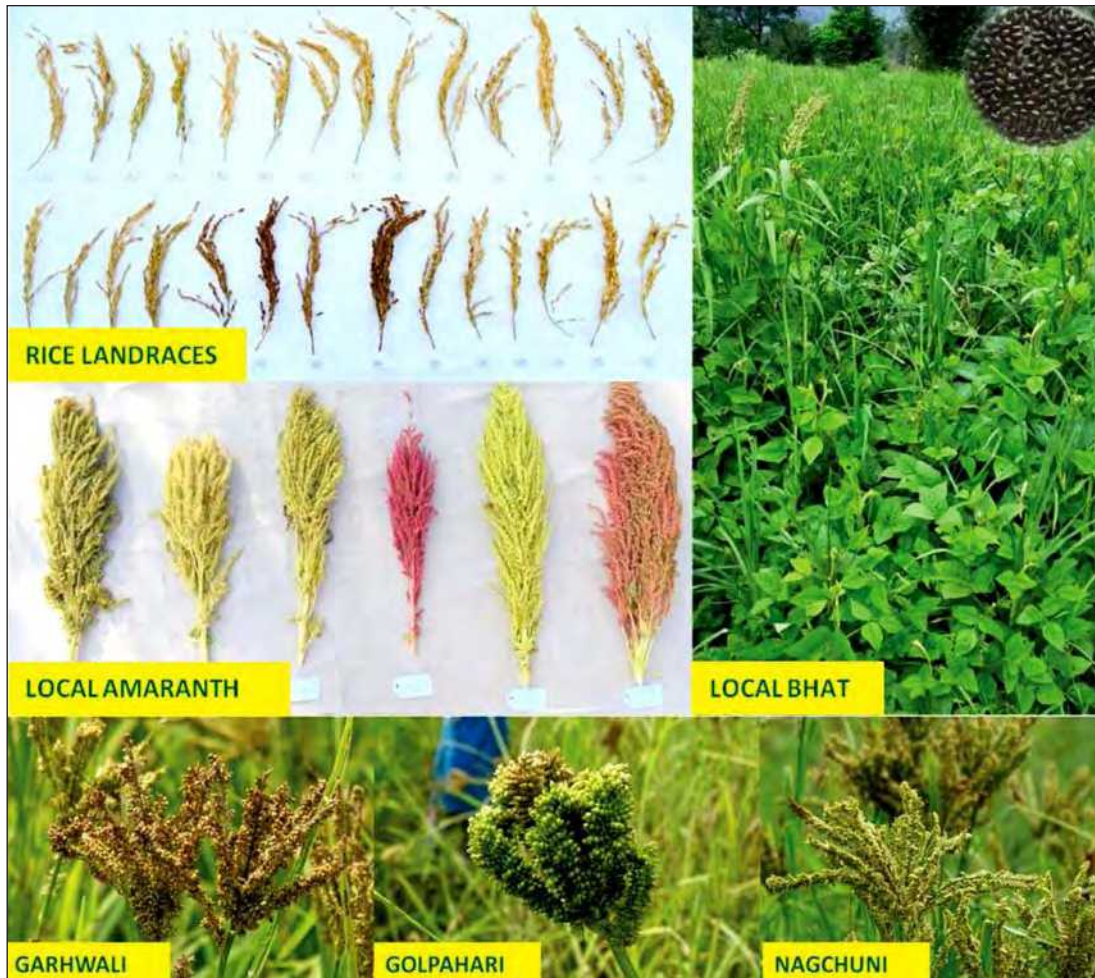 RICE LANDRACES
LOCAL AMARANTH
LOCAL BHAT
GARHWALI
GOLPAHARI
NAGCHUNI